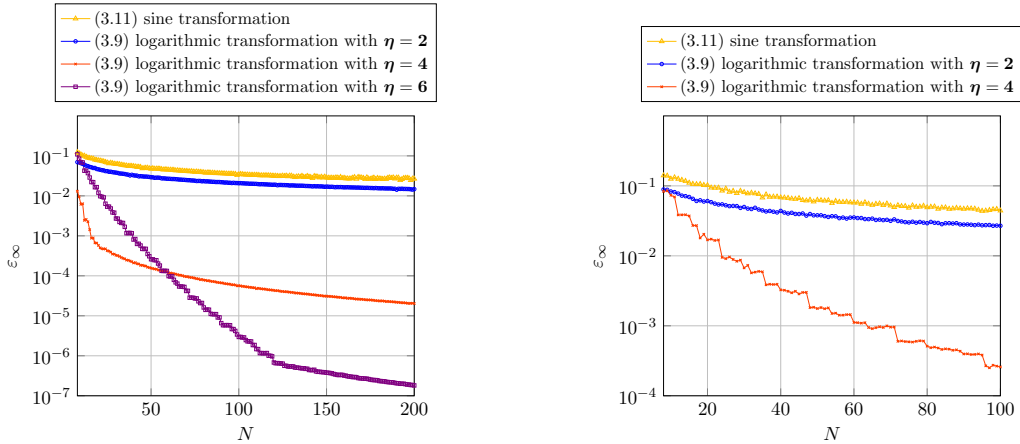 (3.11) sine transformation
(3.9) logarithmic transformation with η = 2
(3.9) logarithmic transformation with η = 4
(3.9) logarithmic transformation with η = 6
10⁻¹
10⁻²
10⁻³
10⁻⁴
10⁻⁵
10⁻⁶
10⁻⁷
ε∞
50
100
150
200
N
(3.11) sine transformation
(3.9) logarithmic transformation with η = 2
(3.9) logarithmic transformation with η = 4
10⁻¹
10⁻²
10⁻³
10⁻⁴
ε∞
20
40
60
80
100
N